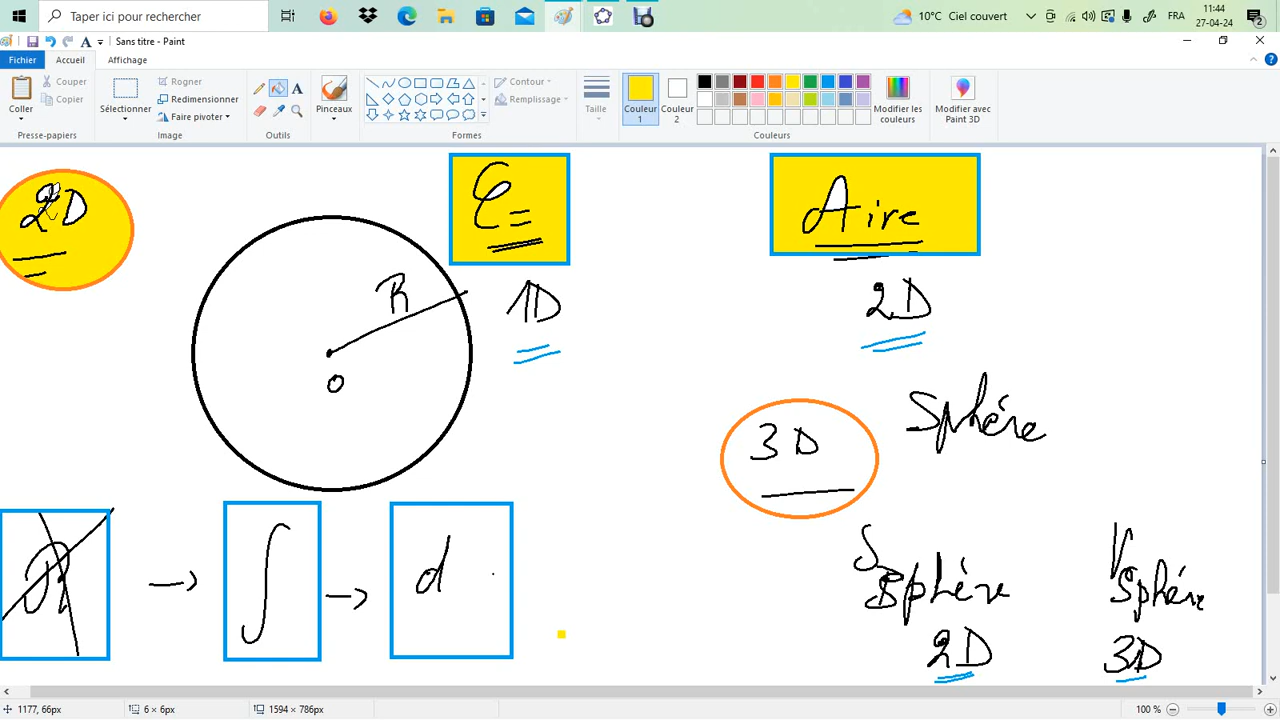 Taper ici pour rechercher
10°C Ciel couvert
FRA
11:44
27-04-24
2
Sans titre - Paint
Fichier
Accueil
Affichage
Coller
Couper
Copier
Presse-papiers
Sélectionner
Rogner
Redimensionner
Faire pivoter
Image
A
Outils
Pinceaux
Contour
Remplissage
Formes
Taille
Couleur 1
Couleur 2
Couleurs
Modifier les couleurs
Modifier avec Paint 3D
2D
Aire
R
1D
2D
O
Sphère
3D
∫
d
S Sphère
V Sphère
2D
3D
1177, 66px
6 × 6px
1594 × 786px
100 %